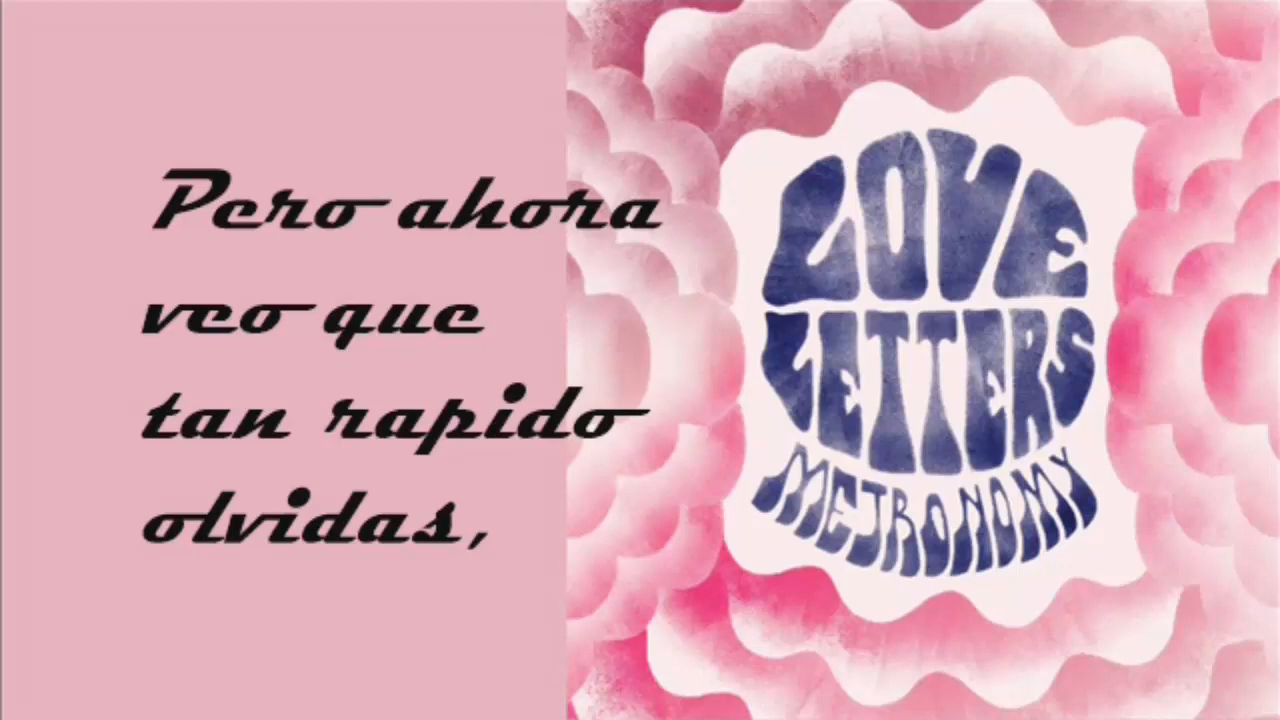 Pero ahora
veo que
tan rapido
olvidas,
LOVE
LETTERS
METRONOMY